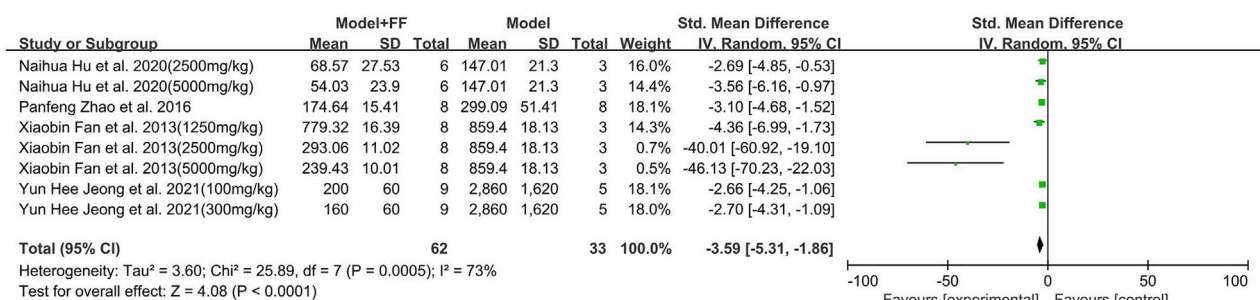 Model+FF Model Std. Mean Difference Std. Mean Difference
Study or Subgroup Mean SD Total Mean SD Total Weight IV, Random, 95% CI IV, Random, 95% CI
Naihua Hu et al. 2020(2500mg/kg) 68.57 27.53 6 147.01 21.3 3 16.0% -2.69 [-4.85, -0.53]
Naihua Hu et al. 2020(5000mg/kg) 54.03 23.9 6 147.01 21.3 3 14.4% -3.56 [-6.16, -0.97]
Panfeng Zhao et al. 2016 174.64 15.41 8 299.09 51.41 8 18.1% -3.10 [-4.68, -1.52]
Xiaobin Fan et al. 2013(1250mg/kg) 779.32 16.39 8 859.4 18.13 3 14.3% -4.36 [-6.99, -1.73]
Xiaobin Fan et al. 2013(2500mg/kg) 293.06 11.02 8 859.4 18.13 3 0.7% -40.01 [-60.92, -19.10]
Xiaobin Fan et al. 2013(5000mg/kg) 239.43 10.01 8 859.4 18.13 3 0.5% -46.13 [-70.23, -22.03]
Yun Hee Jeong et al. 2021(100mg/kg) 200 60 9 2,860 1,620 5 18.1% -2.66 [-4.25, -1.06]
Yun Hee Jeong et al. 2021(300mg/kg) 160 60 9 2,860 1,620 5 18.0% -2.70 [-4.31, -1.09]
Total (95% CI) 62 33 100.0% -3.59 [-5.31, -1.86]
Heterogeneity: Tau² = 3.60; Chi² = 25.89, df = 7 (P = 0.0005); I² = 73%
Test for overall effect: Z = 4.08 (P < 0.0001)
-100 -50 0 50 100
Favours [experimental] Favours [control]